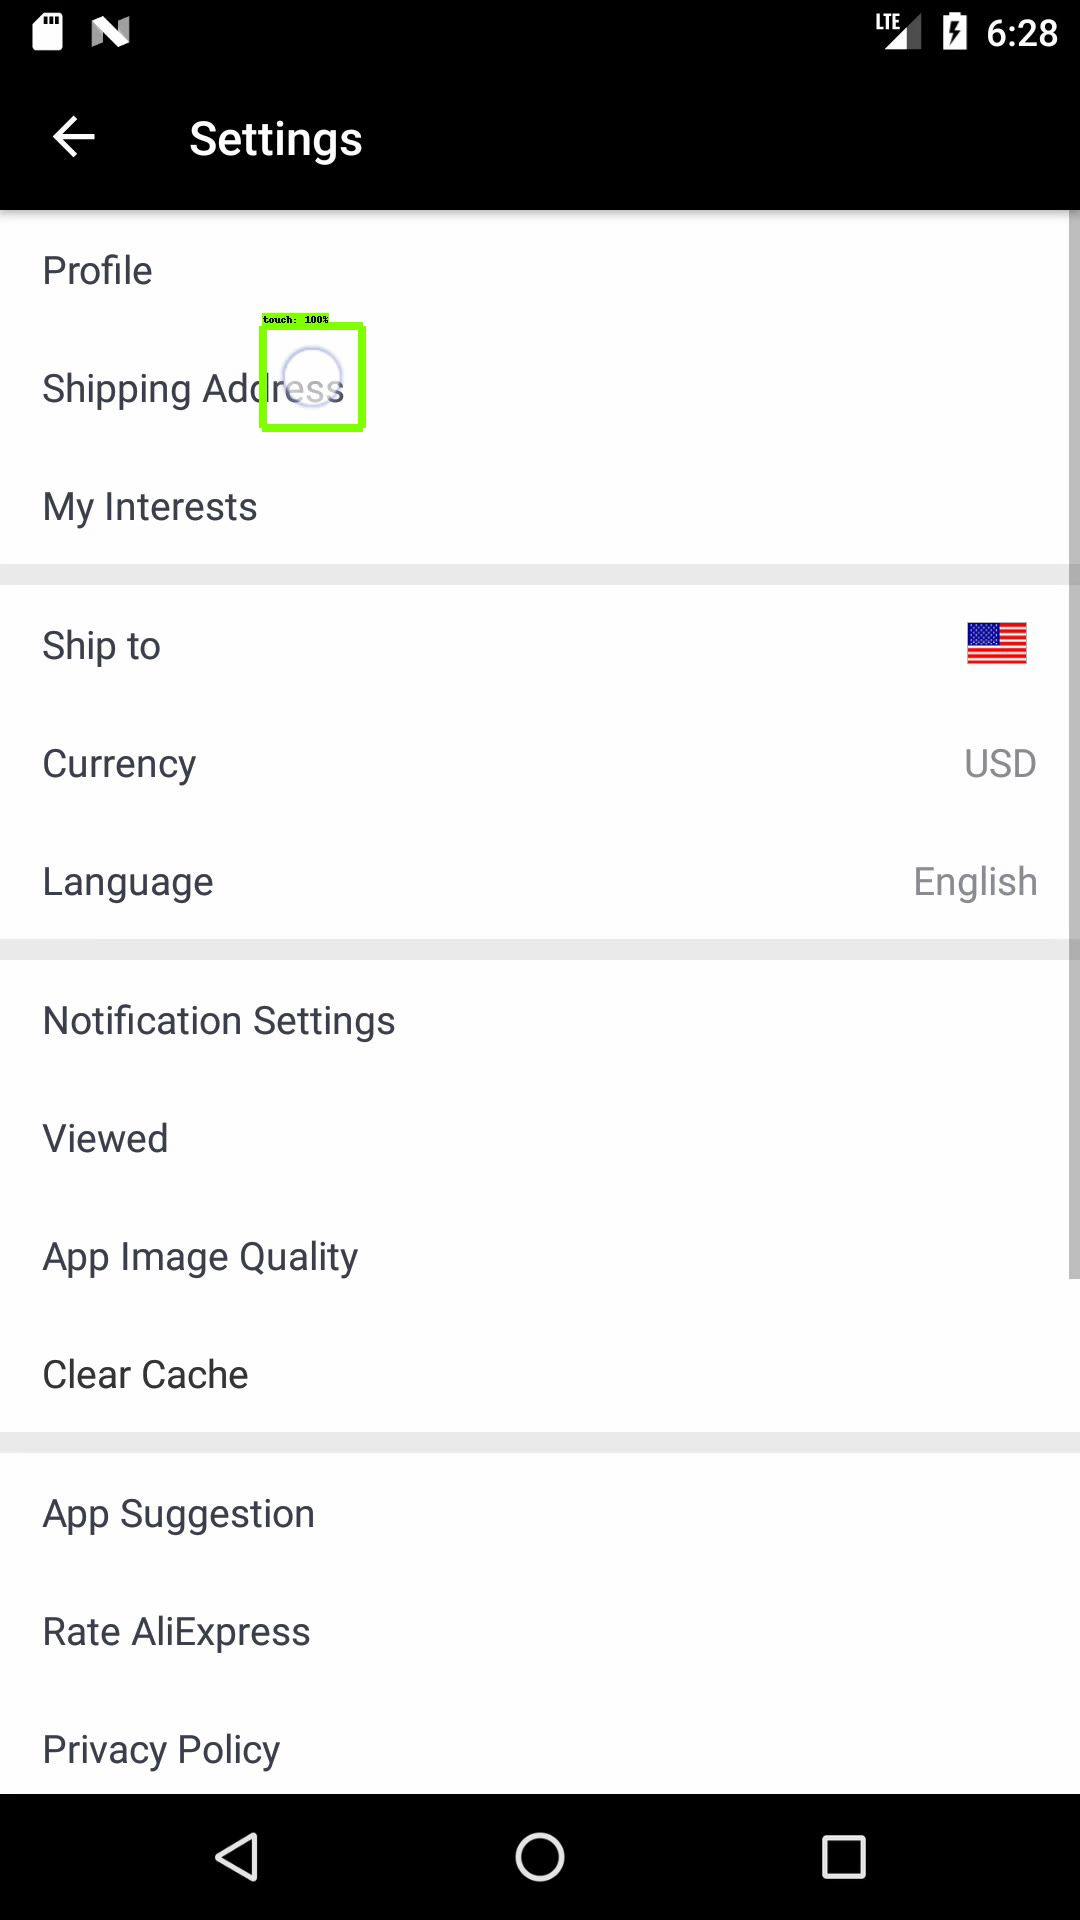 LTE 6:28
Settings
Profile
touch: 100%
Shipping Address
My Interests
Ship to
Currency USD
Language English
Notification Settings
Viewed
App Image Quality
Clear Cache
App Suggestion
Rate AliExpress
Privacy Policy